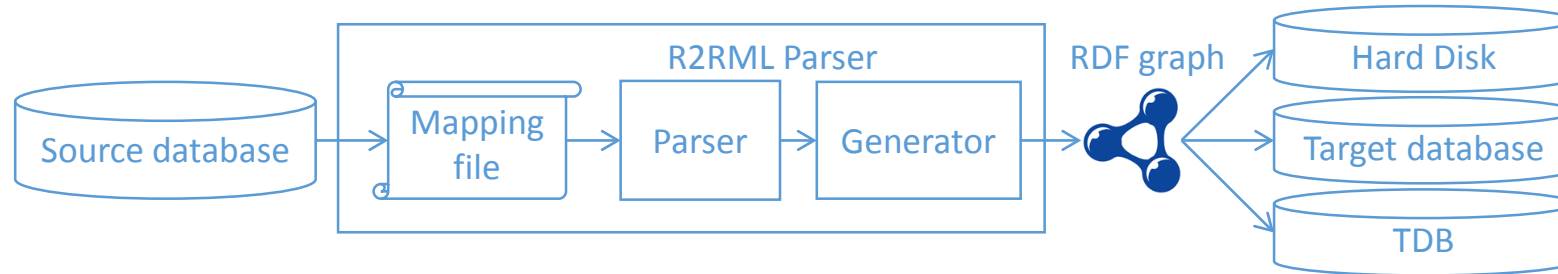 Source database
R2RML Parser
Mapping
file
Parser
Generator
RDF graph
Hard Disk
Target database
TDB